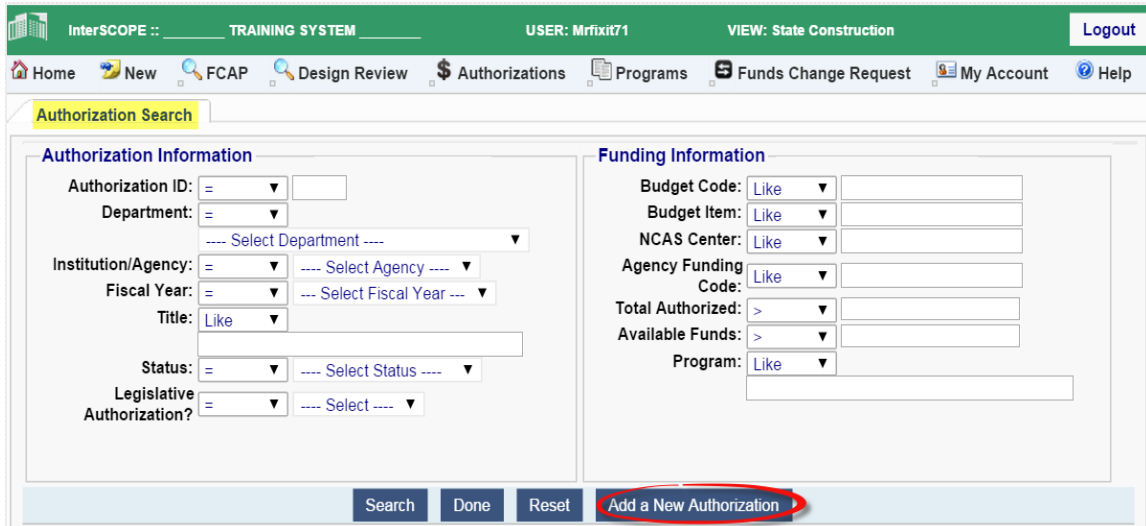 InterSCOPE :: _________ TRAINING SYSTEM _________ USER: Mrfixit71 VIEW: State Construction Logout
Home New FCAP Design Review $ Authorizations Programs Funds Change Request My Account Help
Authorization Search
Authorization Information
Authorization ID: =
Department: =
---- Select Department ----
Institution/Agency: = ---- Select Agency ----
Fiscal Year: = --- Select Fiscal Year ---
Title: Like
Status: = ---- Select Status ----
Legislative
Authorization? = ---- Select ----
Funding Information
Budget Code: Like
Budget Item: Like
NCAS Center: Like
Agency Funding
Code: Like
Total Authorized: >
Available Funds: >
Program: Like
Search Done Reset Add a New Authorization